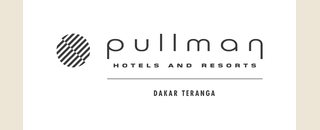 pullman
HOTELS AND RESORTS
DAKAR TERANGA